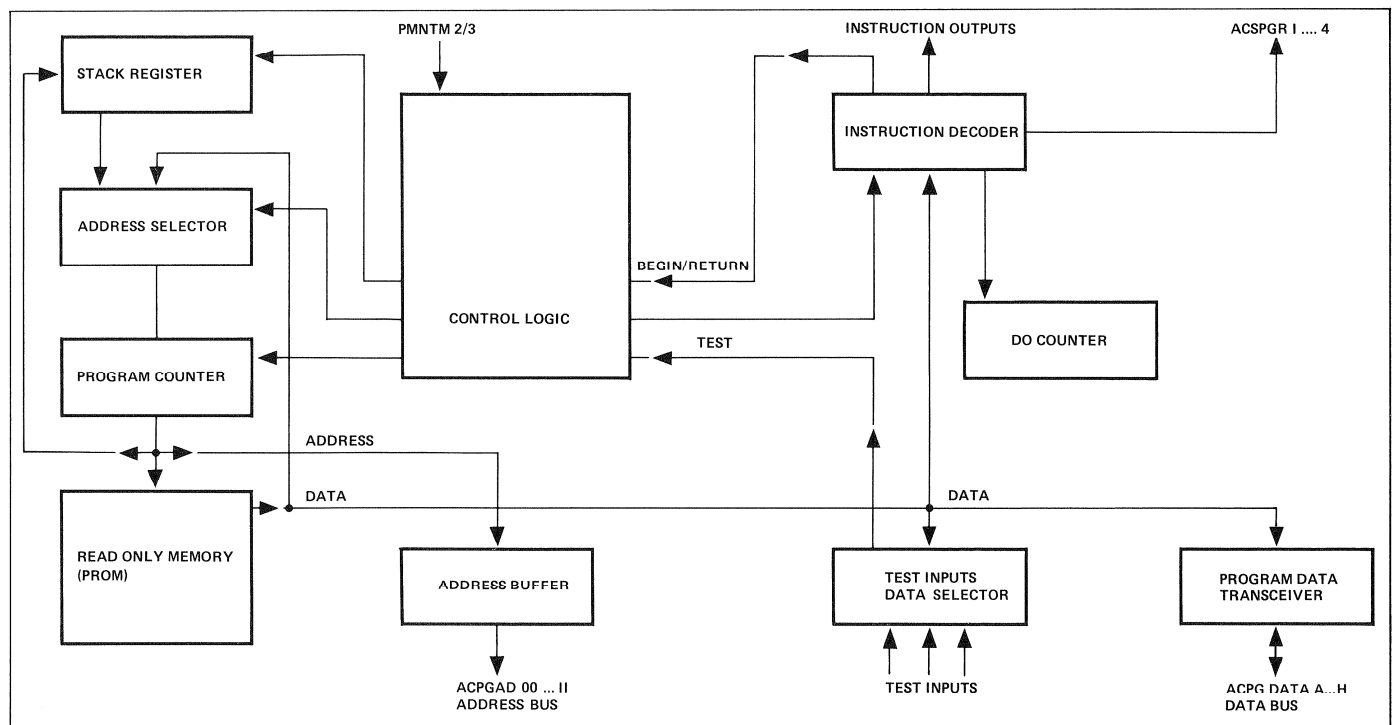 PMNTM 2/3
INSTRUCTION OUTPUTS
ACSPGR I .... 4
STACK REGISTER
INSTRUCTION DECODER
ADDRESS SELECTOR
BEGIN/RETURN
CONTROL LOGIC
TEST
DO COUNTER
PROGRAM COUNTER
ADDRESS
DATA
DATA
READ ONLY MEMORY
(PROM)
ADDRESS BUFFER
TEST INPUTS
DATA SELECTOR
PROGRAM DATA
TRANSCEIVER
ACPGAD 00 ... II
ADDRESS BUS
TEST INPUTS
ACPG DATA A...H
DATA BUS